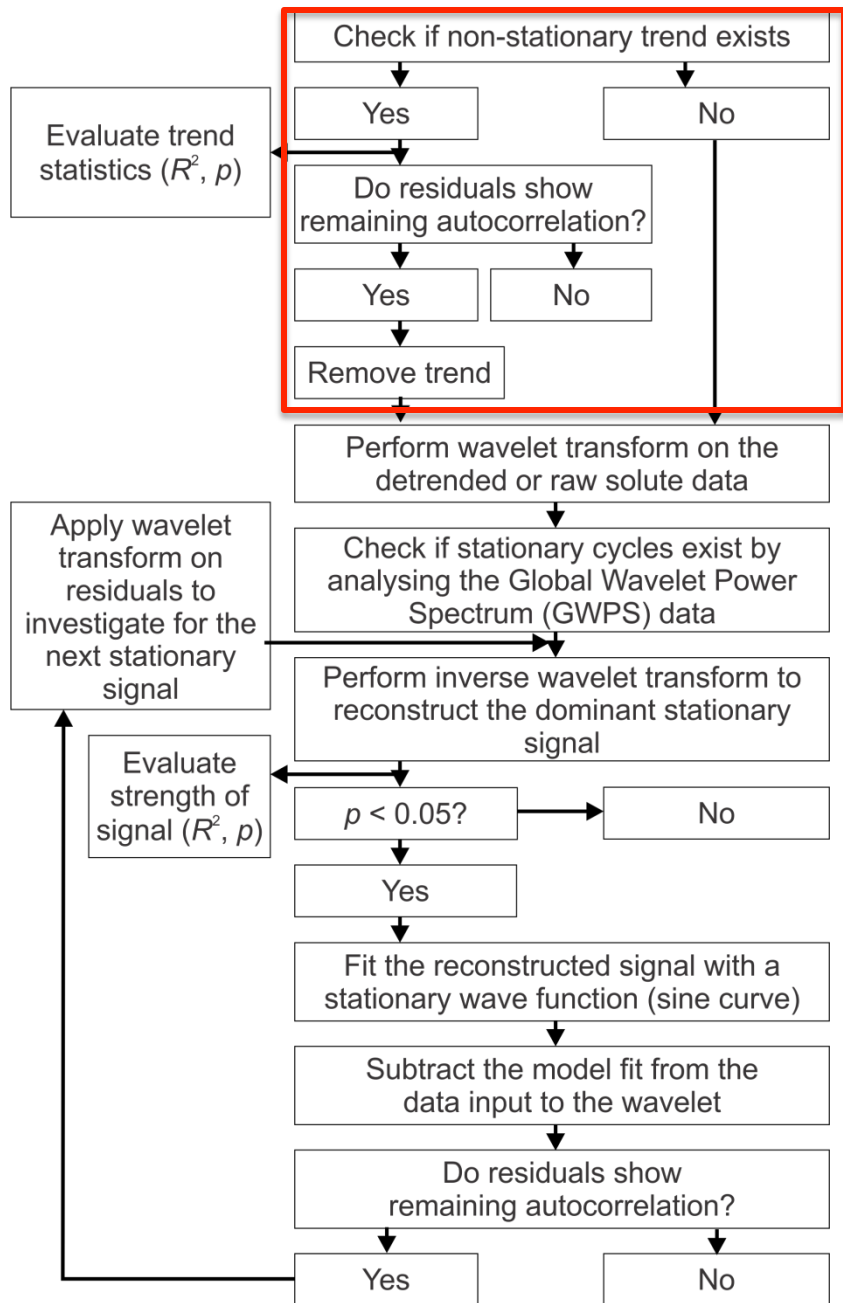 Check if non-stationary trend exists
Yes
No
Evaluate trend
statistics (R², p)
Do residuals show
remaining autocorrelation?
Yes
No
Remove trend
Perform wavelet transform on the
detrended or raw solute data
Apply wavelet
transform on
residuals to
investigate for the
next stationary
signal
Check if stationary cycles exist by
analysing the Global Wavelet Power
Spectrum (GWPS) data
Perform inverse wavelet transform to
reconstruct the dominant stationary
signal
Evaluate
strength of
signal (R², p)
p < 0.05?
No
Yes
Fit the reconstructed signal with a
stationary wave function (sine curve)
Subtract the model fit from the
data input to the wavelet
Do residuals show
remaining autocorrelation?
Yes
No